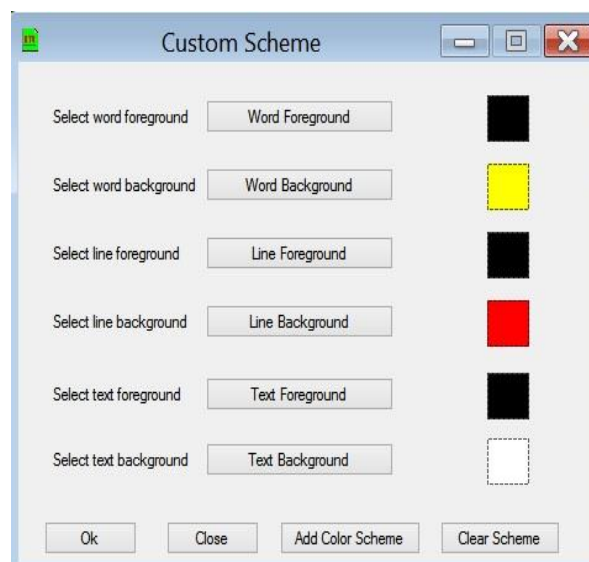 Custom Scheme
Select word foreground Word Foreground
Select word background Word Background
Select line foreground Line Foreground
Select line background Line Background
Select text foreground Text Foreground
Select text background Text Background
Ok Close Add Color Scheme Clear Scheme